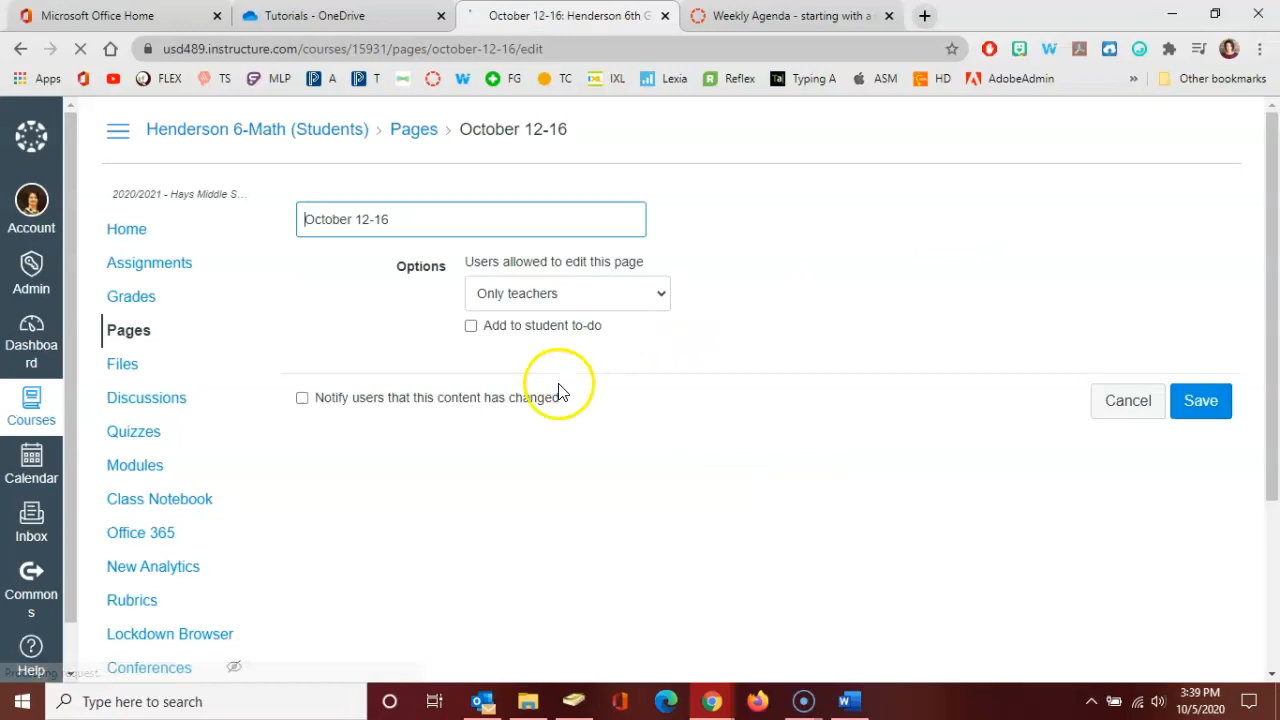 Microsoft Office Home
Tutorials - OneDrive
October 12-16: Henderson 6th G
Weekly Agenda - starting with a
usd489.instructure.com/courses/15931/pages/october-12-16/edit
Apps
FLEX
TS
MLP
A
T
FG
TC
IXL
Lexia
Reflex
Typing A
ASM
HD
AdobeAdmin
Other bookmarks
Henderson 6-Math (Students) › Pages › October 12-16
2020/2021 - Hays Middle S...
Home
Assignments
Grades
Pages
Files
Discussions
Quizzes
Modules
Class Notebook
Office 365
New Analytics
Rubrics
Lockdown Browser
Conferences
Account
Admin
Dashboa
rd
Courses
Calendar
Inbox
Common
s
Help
October 12-16
Options
Users allowed to edit this page
Only teachers
Add to student to-do
Notify users that this content has changed
Cancel
Save
Type here to search
3:39 PM
10/5/2020